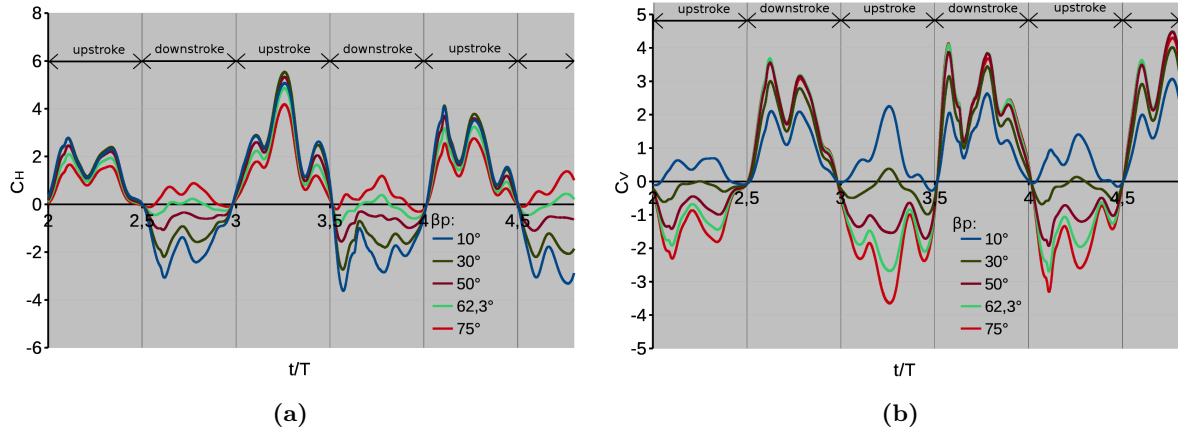 8
6
4
2
0
-2
-4
-6
CH
upstroke
downstroke
upstroke
downstroke
upstroke
2
2,5
3
3,5
4
4,5
βp:
10°
30°
50°
62,3°
75°
t/T
(a)
5
4
3
2
1
0
-1
-2
-3
-4
-5
CV
upstroke
downstroke
upstroke
downstroke
upstroke
2
2,5
3
3,5
4
4,5
βp:
10°
30°
50°
62,3°
75°
t/T
(b)